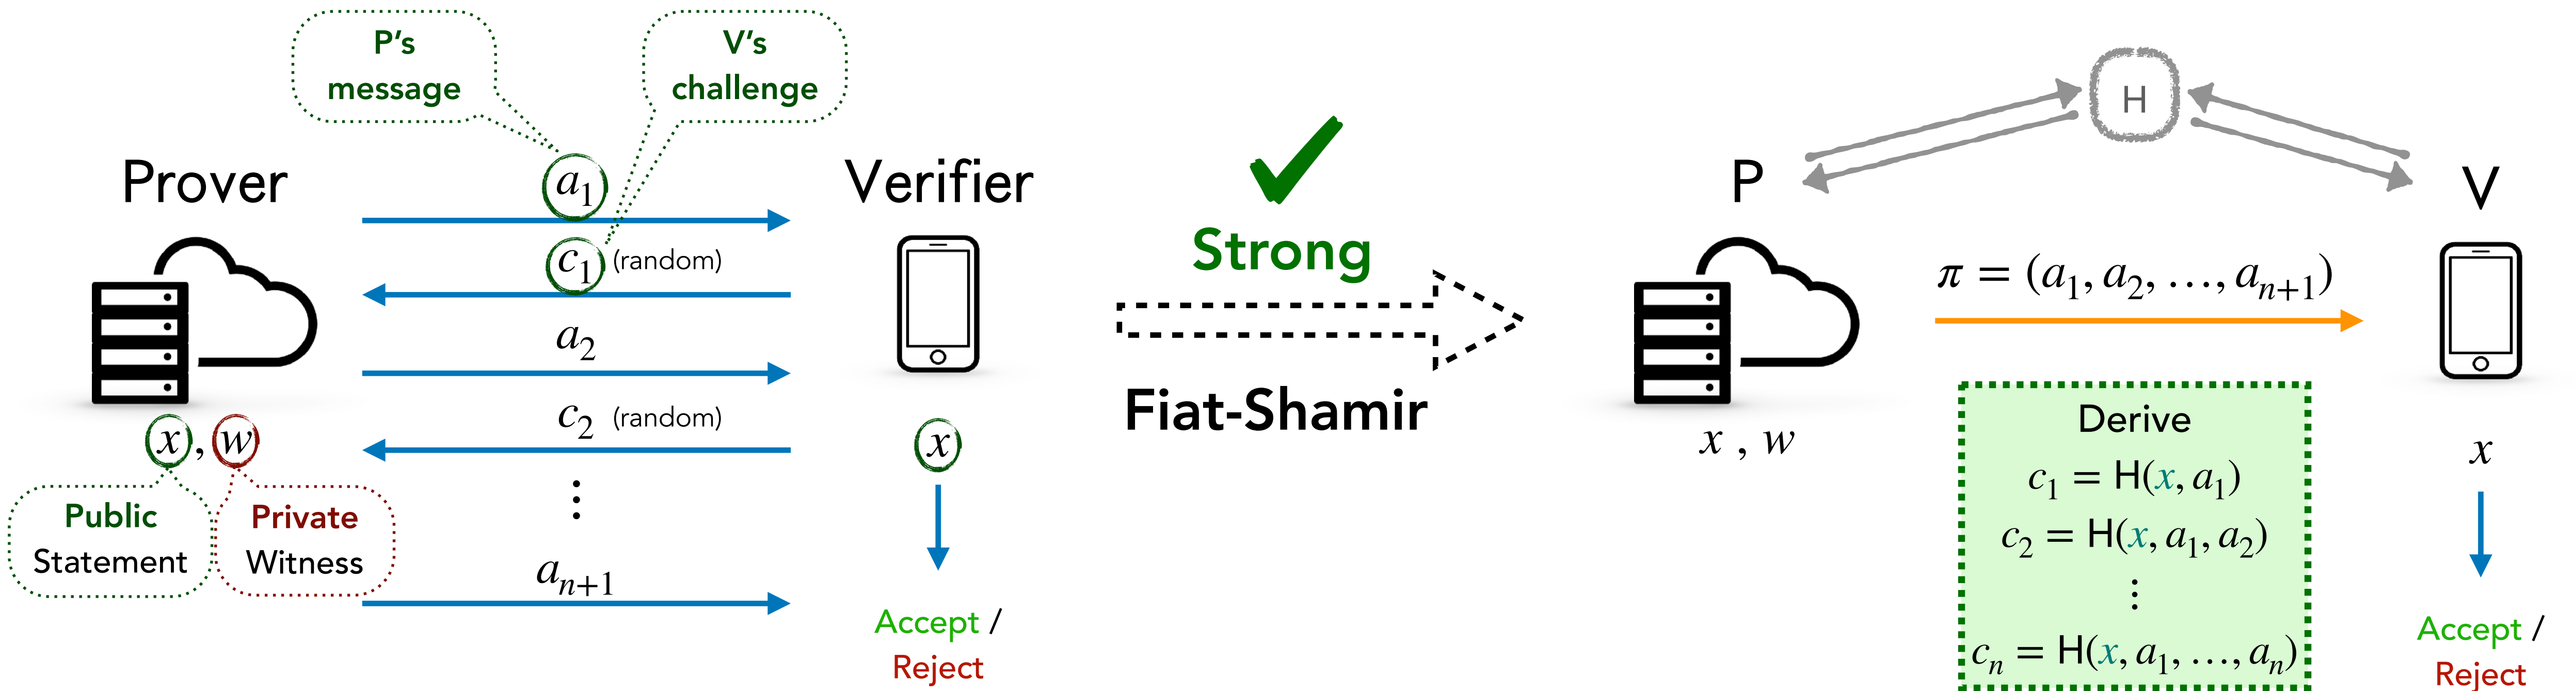 P's
message
V's
challenge
Prover
a₁
Verifier
c₁ (random)
a₂
c₂ (random)
⋮
aₙ₊₁
x, w
Public
Statement
Private
Witness
x
Accept /
Reject
Strong
Fiat-Shamir
H
P
V
π = (a₁, a₂, …, aₙ₊₁)
x , w
Derive
c₁ = H(x, a₁)
c₂ = H(x, a₁, a₂)
⋮
cₙ = H(x, a₁, …, aₙ)
x
Accept /
Reject